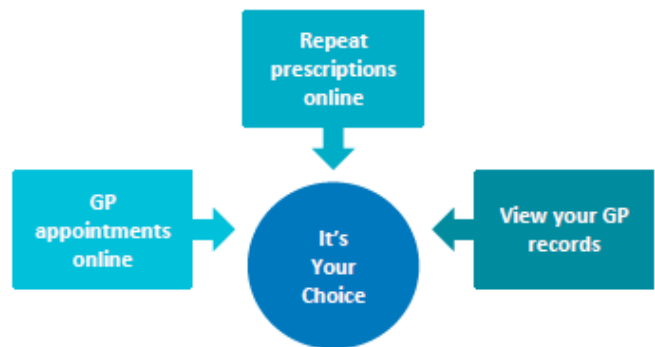 Repeat
prescriptions
online
GP
appointments
online
It's
Your
Choice
View your GP
records